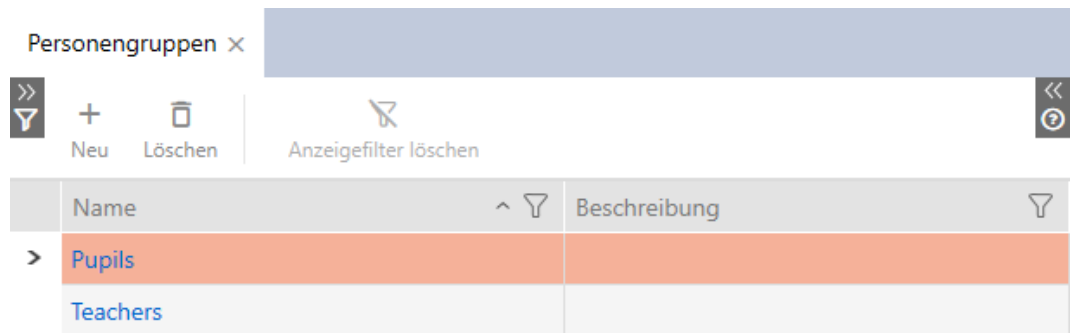 Personengruppen
Neu Löschen Anzeigefilter löschen
Name Beschreibung
Pupils
Teachers